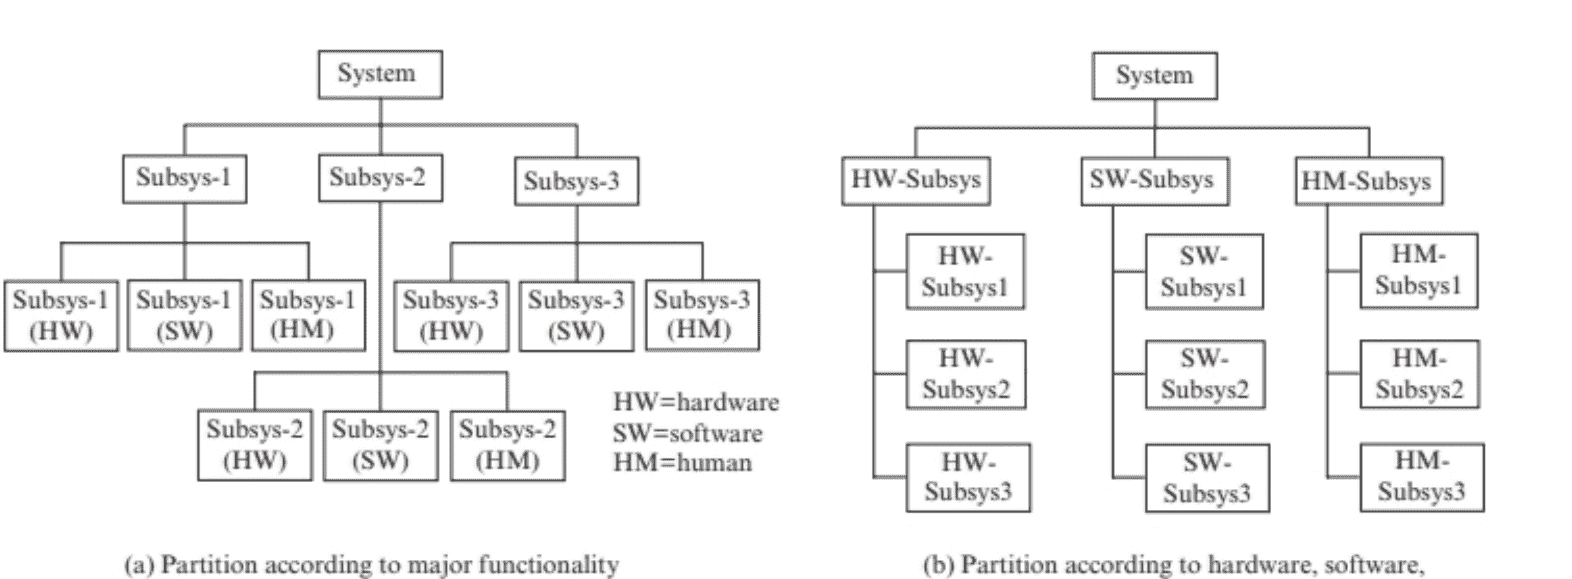 System
Subsys-1
Subsys-2
Subsys-3
Subsys-1
(HW)
Subsys-1
(SW)
Subsys-1
(HM)
Subsys-3
(HW)
Subsys-3
(SW)
Subsys-3
(HM)
Subsys-2
(HW)
Subsys-2
(SW)
Subsys-2
(HM)
HW=hardware
SW=software
HM=human
(a) Partition according to major functionality
System
HW-Subsys
SW-Subsys
HM-Subsys
HW-
Subsys1
SW-
Subsys1
HM-
Subsys1
HW-
Subsys2
SW-
Subsys2
HM-
Subsys2
HW-
Subsys3
SW-
Subsys3
HM-
Subsys3
(b) Partition according to hardware, software,